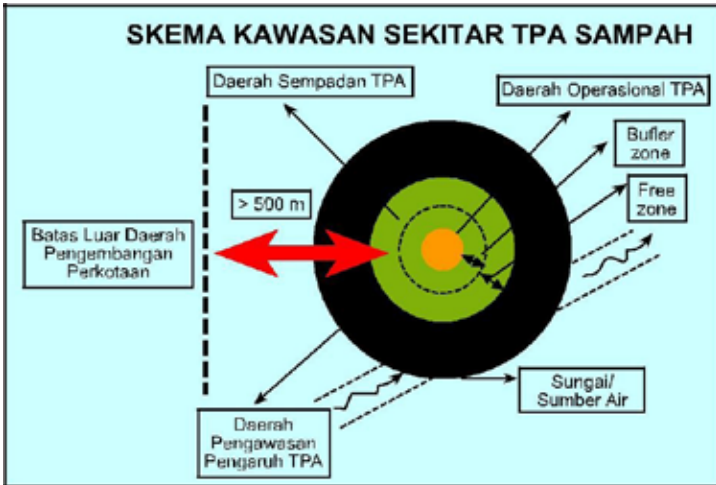 SKEMA KAWASAN SEKITAR TPA SAMPAH
Daerah Sempadan TPA
Daerah Operasional TPA
Buffer
zone
Free
zone
> 500 m
Batas Luar Daerah
Pengembangan
Perkotaan
Sungai/
Sumber Air
Daerah
Pengawasan
Pengaruh TPA